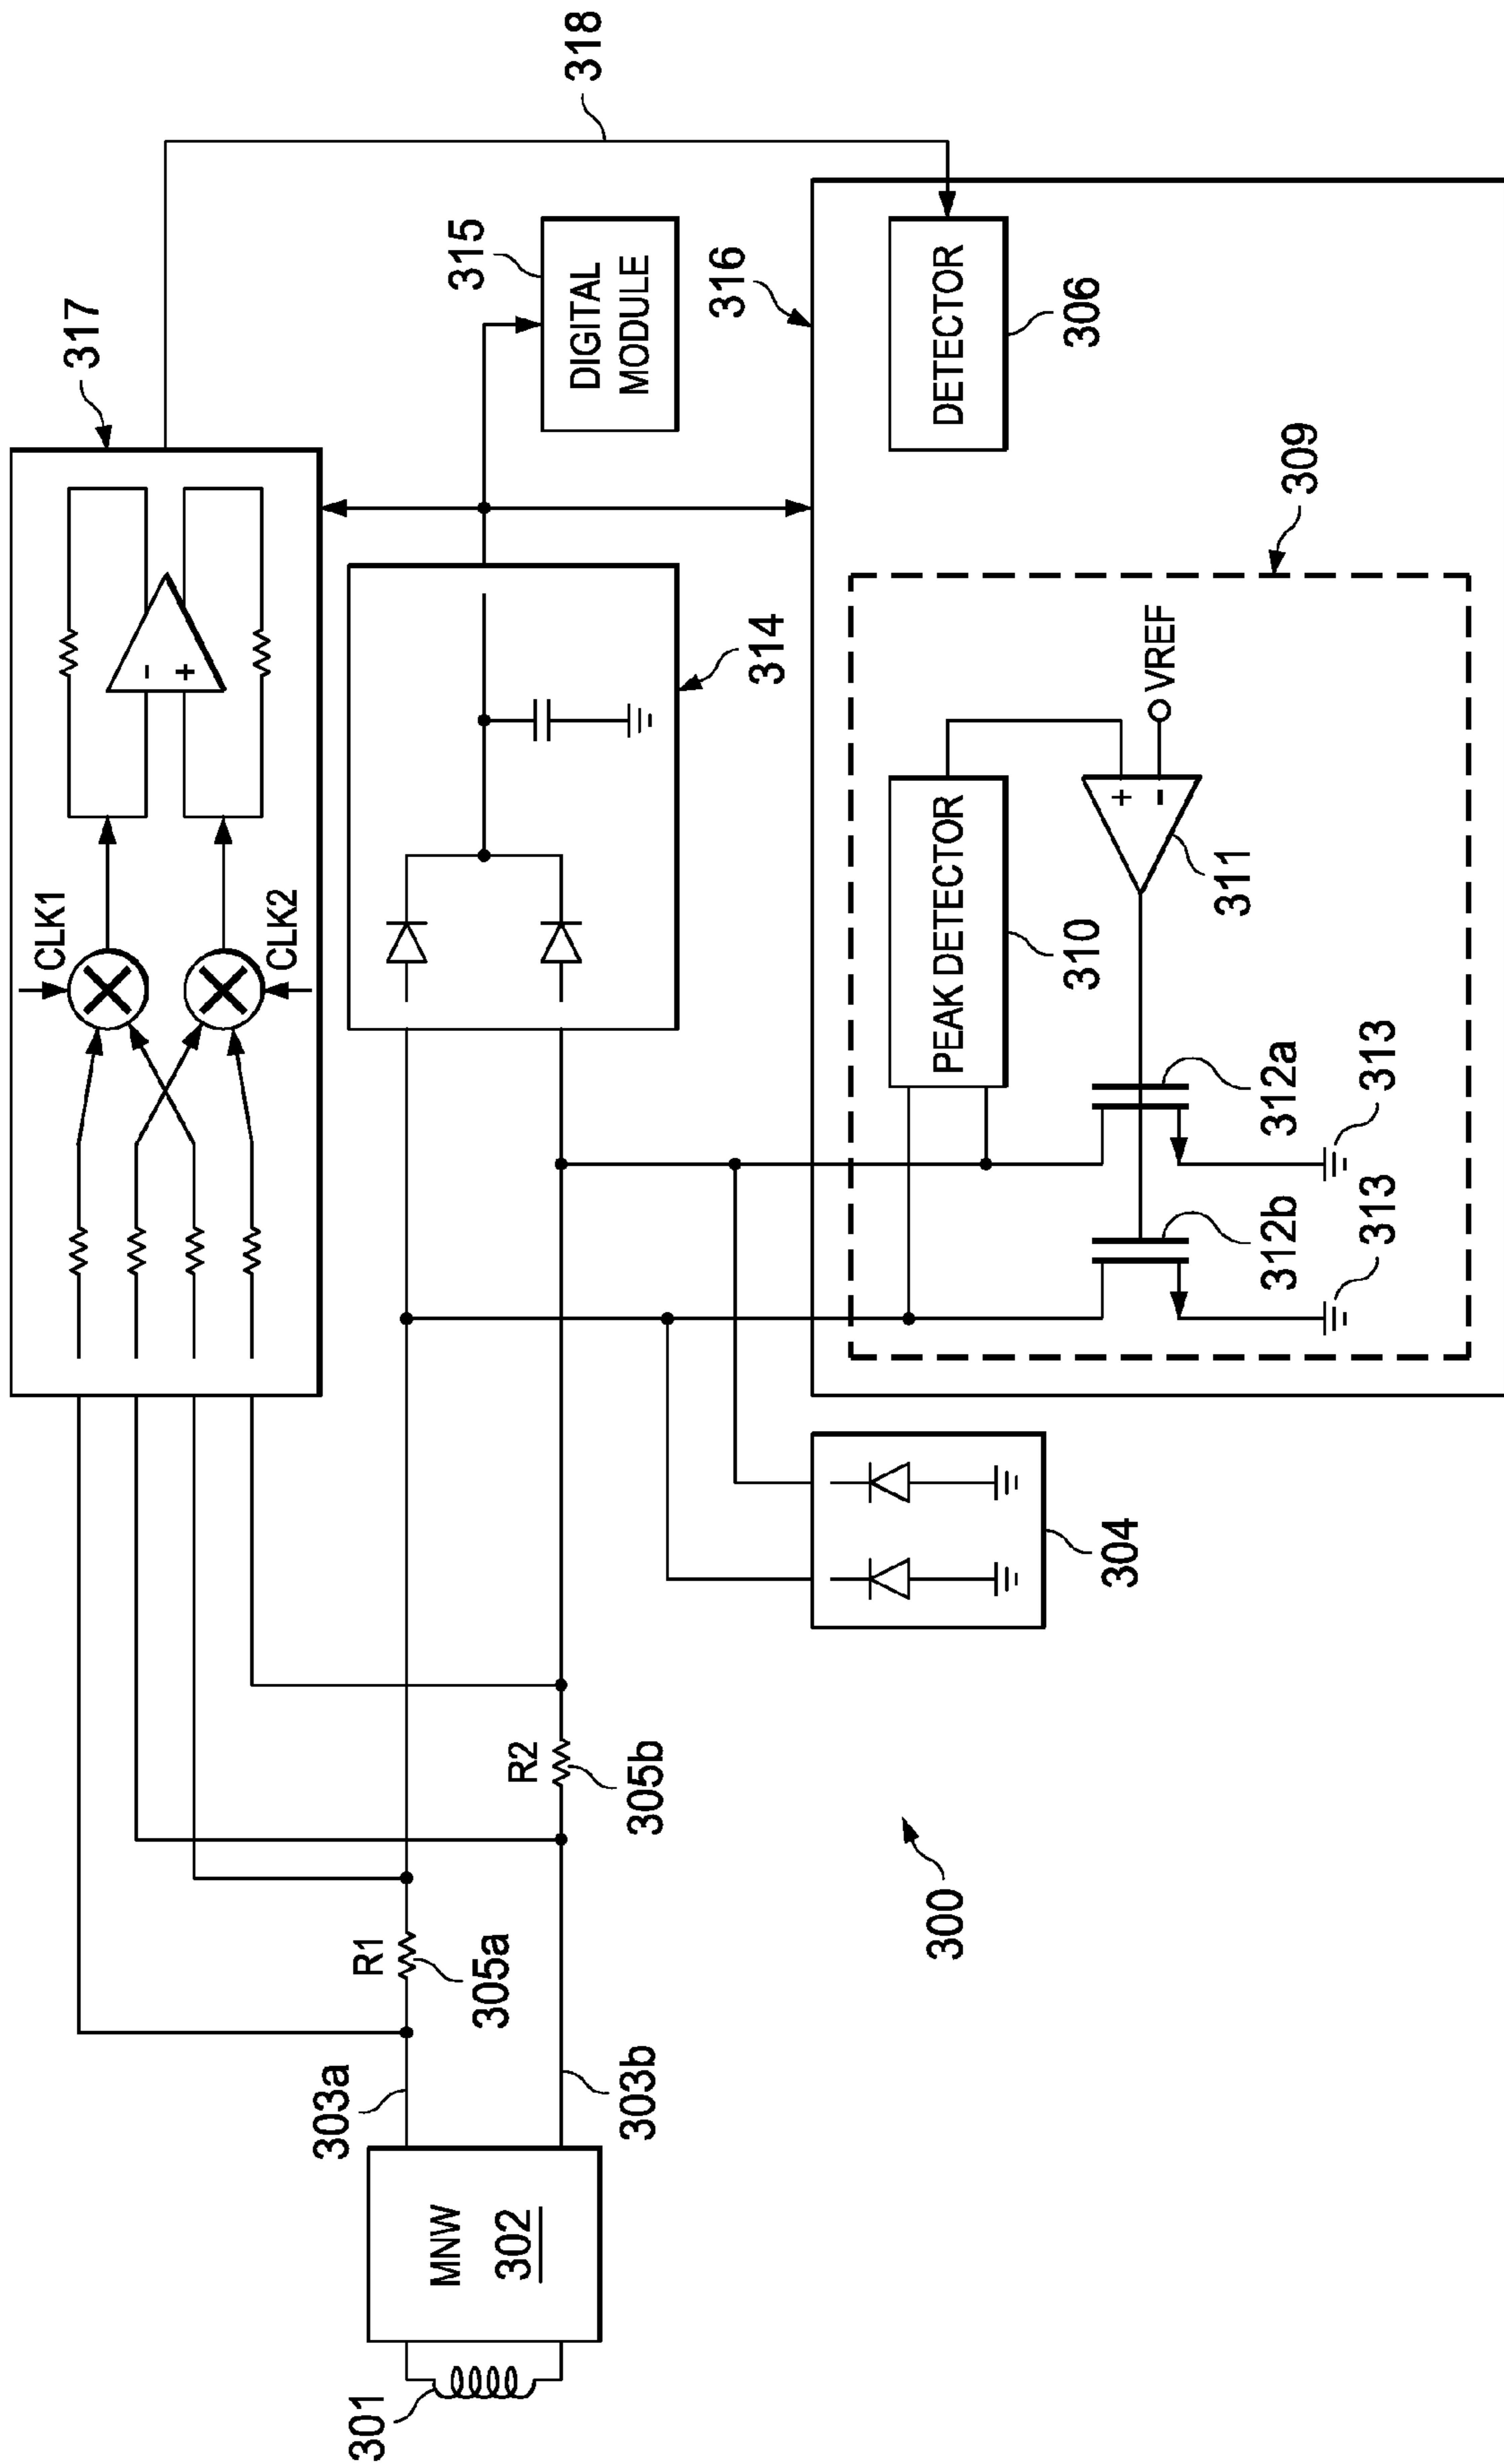 317
318
CLK1
CLK2
315
DIGITAL
MODULE
316
314
DETECTOR
306
309
VREF
PEAK DETECTOR
310
311
312a
312b
313
313
304
R1
305a
R2
305b
303a
303b
MNW
302
301
300
-
+
+
-